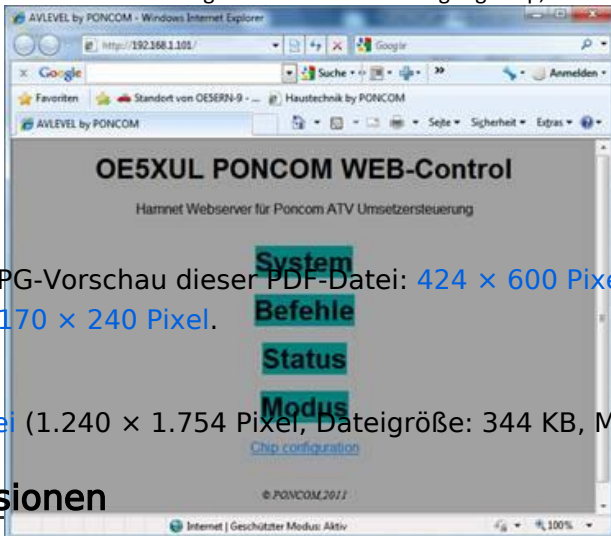 AVLEVEL by PONCOM - Windows Internet Explorer
http://192.168.1.101/
Google
Google
Suche
Anmelden
Favoriten
Standort von OE5ERN-9 - ...
Haustechnik by PONCOM
AVLEVEL by PONCOM
Seite
Sicherheit
Extras
OE5XUL PONCOM WEB-Control
Hamnet Webserver für Poncom ATV Umsetzersteuerung
System
PG-Vorschau dieser PDF-Datei: 424 × 600 Pixe
Befehle
170 × 240 Pixel.
Status
Modus
ei (1.240 × 1.754 Pixel, Dateigröße: 344 KB, M
Chip configuration
sionen
© PONCOM,2011
Internet | Geschützter Modus: Aktiv
100%